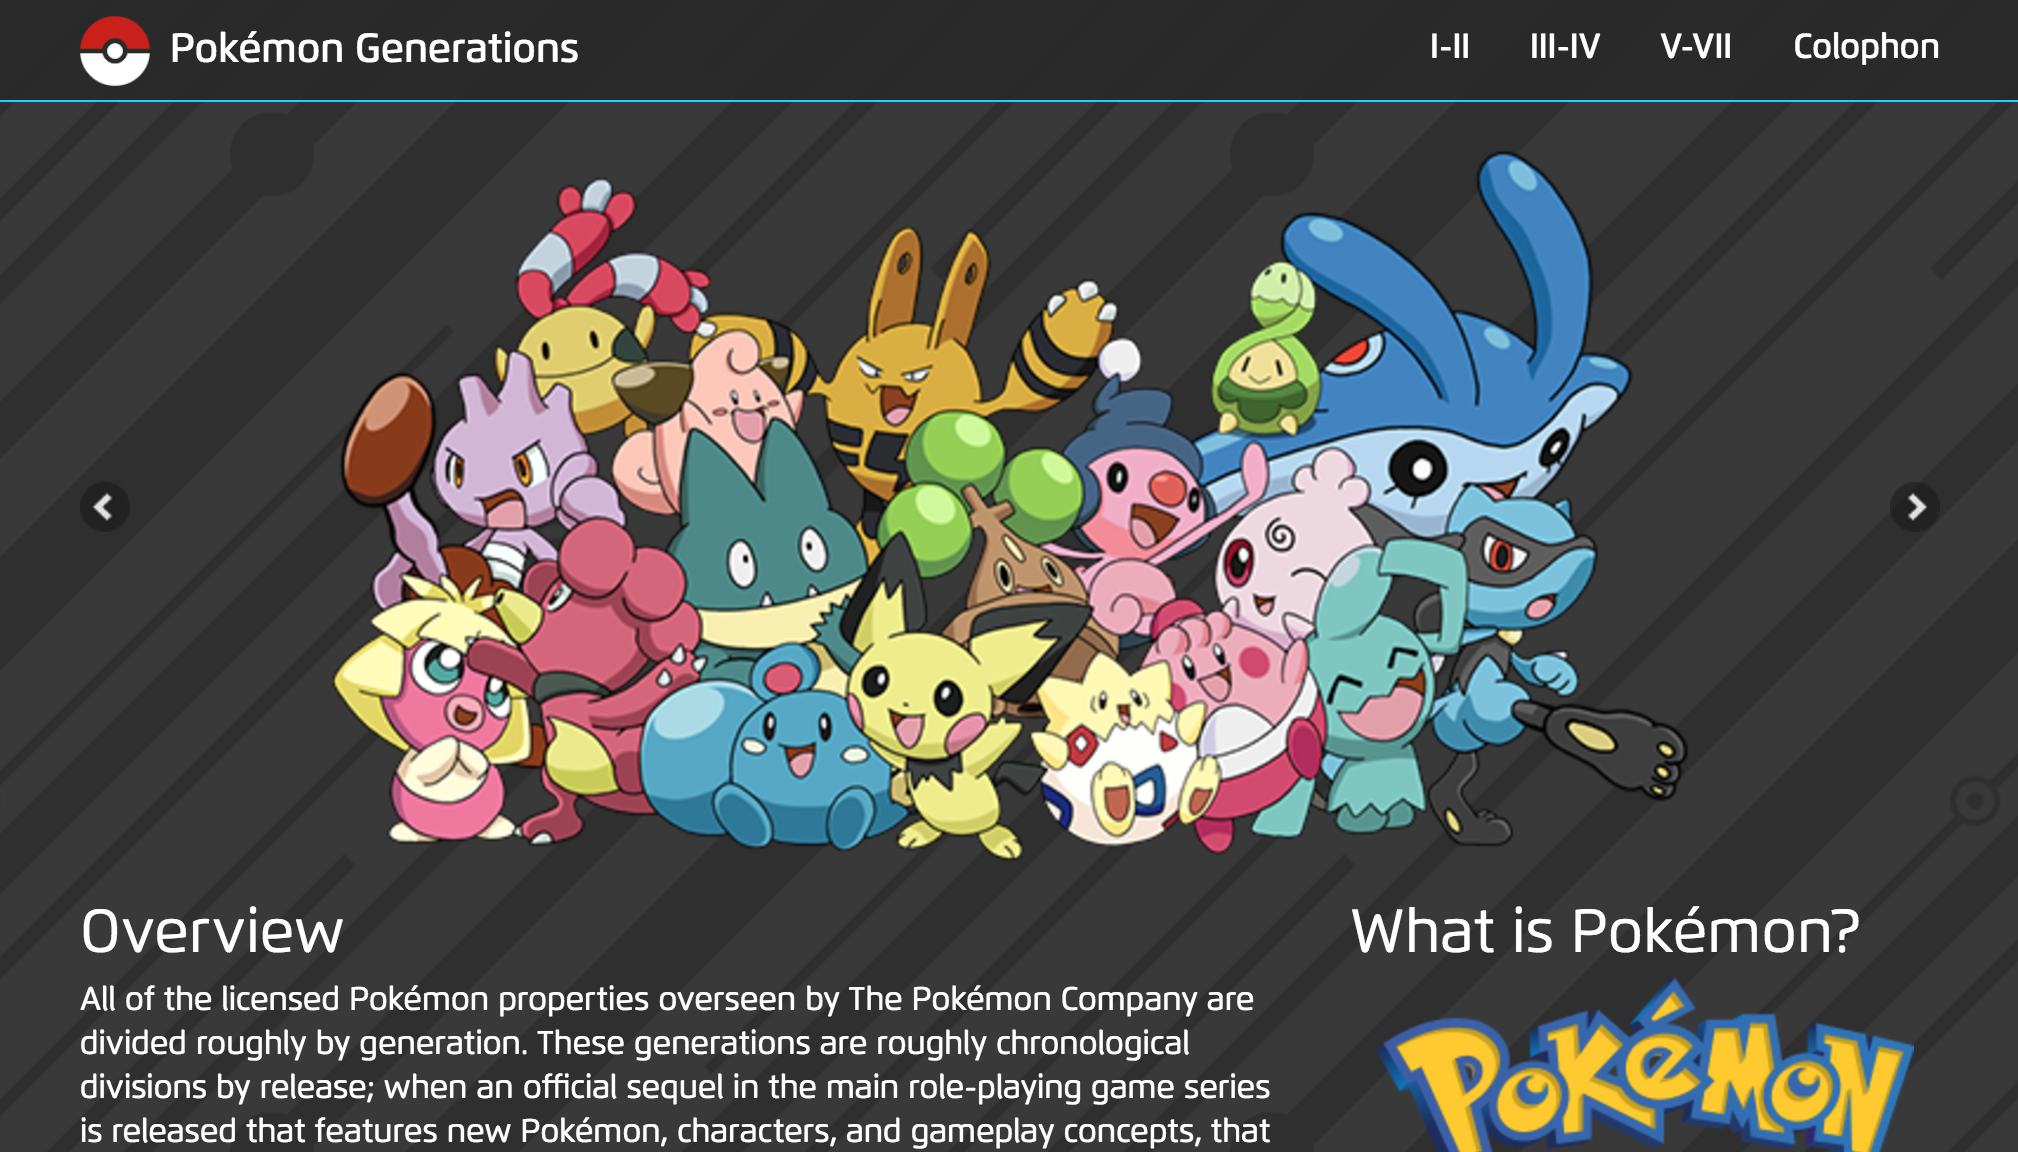 Pokémon Generations
I-II
III-IV
V-VII
Colophon
Overview
All of the licensed Pokémon properties overseen by The Pokémon Company are
divided roughly by generation. These generations are roughly chronological
divisions by release; when an official sequel in the main role-playing game series
is released that features new Pokémon, characters, and gameplay concepts, that
What is Pokémon?
POKéMON